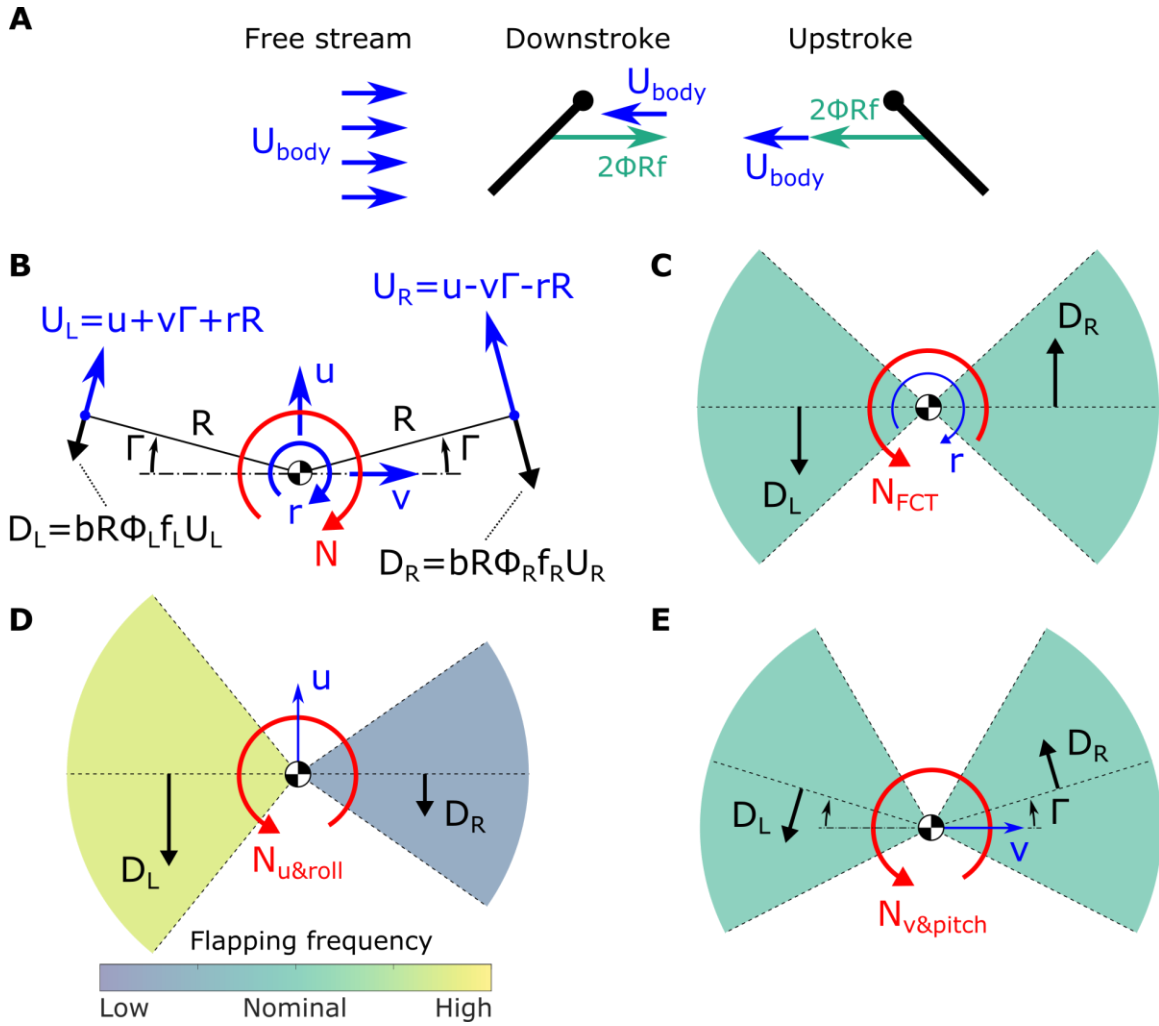 A
Free stream
Downstroke
Upstroke
U_body
U_body
2ΦRf
2ΦRf
U_body
B
U_L=u+vΓ+rR
U_R=u-vΓ-rR
u
R
R
Γ
Γ
r
v
N
D_L=bRΦ_Lf_LU_L
D_R=bRΦ_Rf_RU_R
C
D_R
D_L
r
N_FCT
D
u
D_L
D_R
N_u&roll
Flapping frequency
Low
Nominal
High
E
D_R
D_L
Γ
v
N_v&pitch